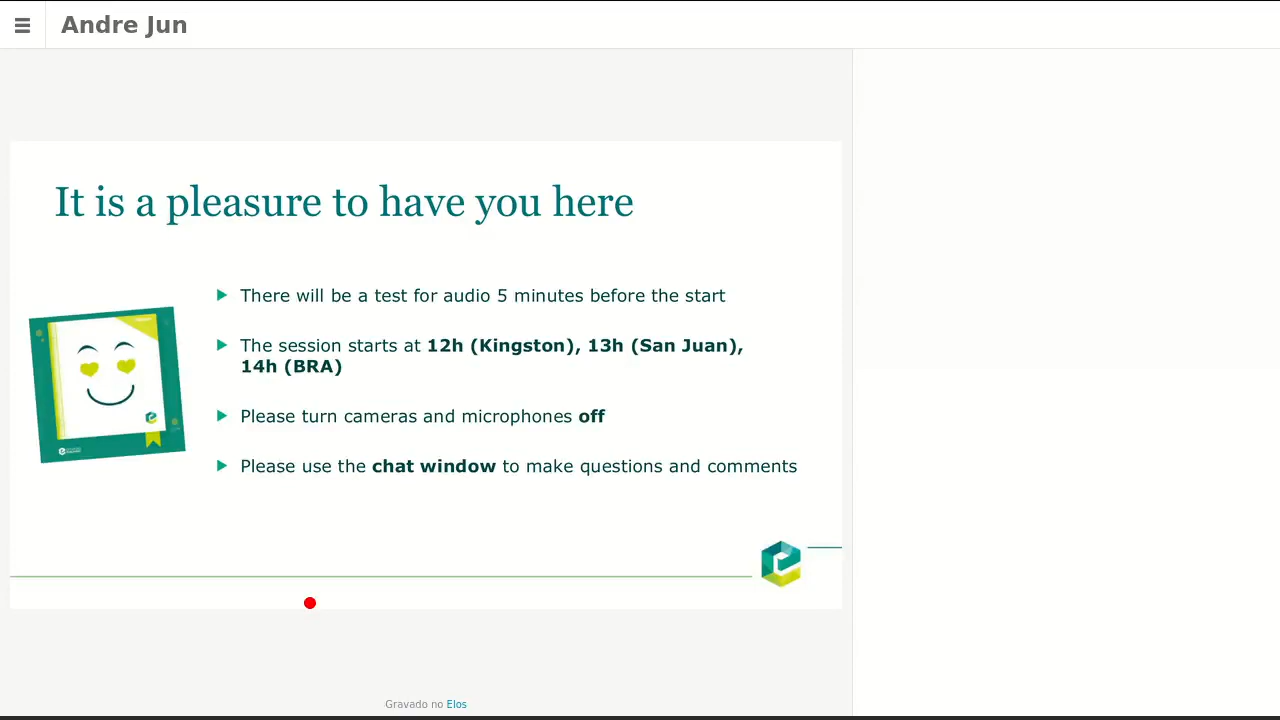 Andre Jun
It is a pleasure to have you here
There will be a test for audio 5 minutes before the start
The session starts at 12h (Kingston), 13h (San Juan),
14h (BRA)
Please turn cameras and microphones off
Please use the chat window to make questions and comments
Gravado no Elos